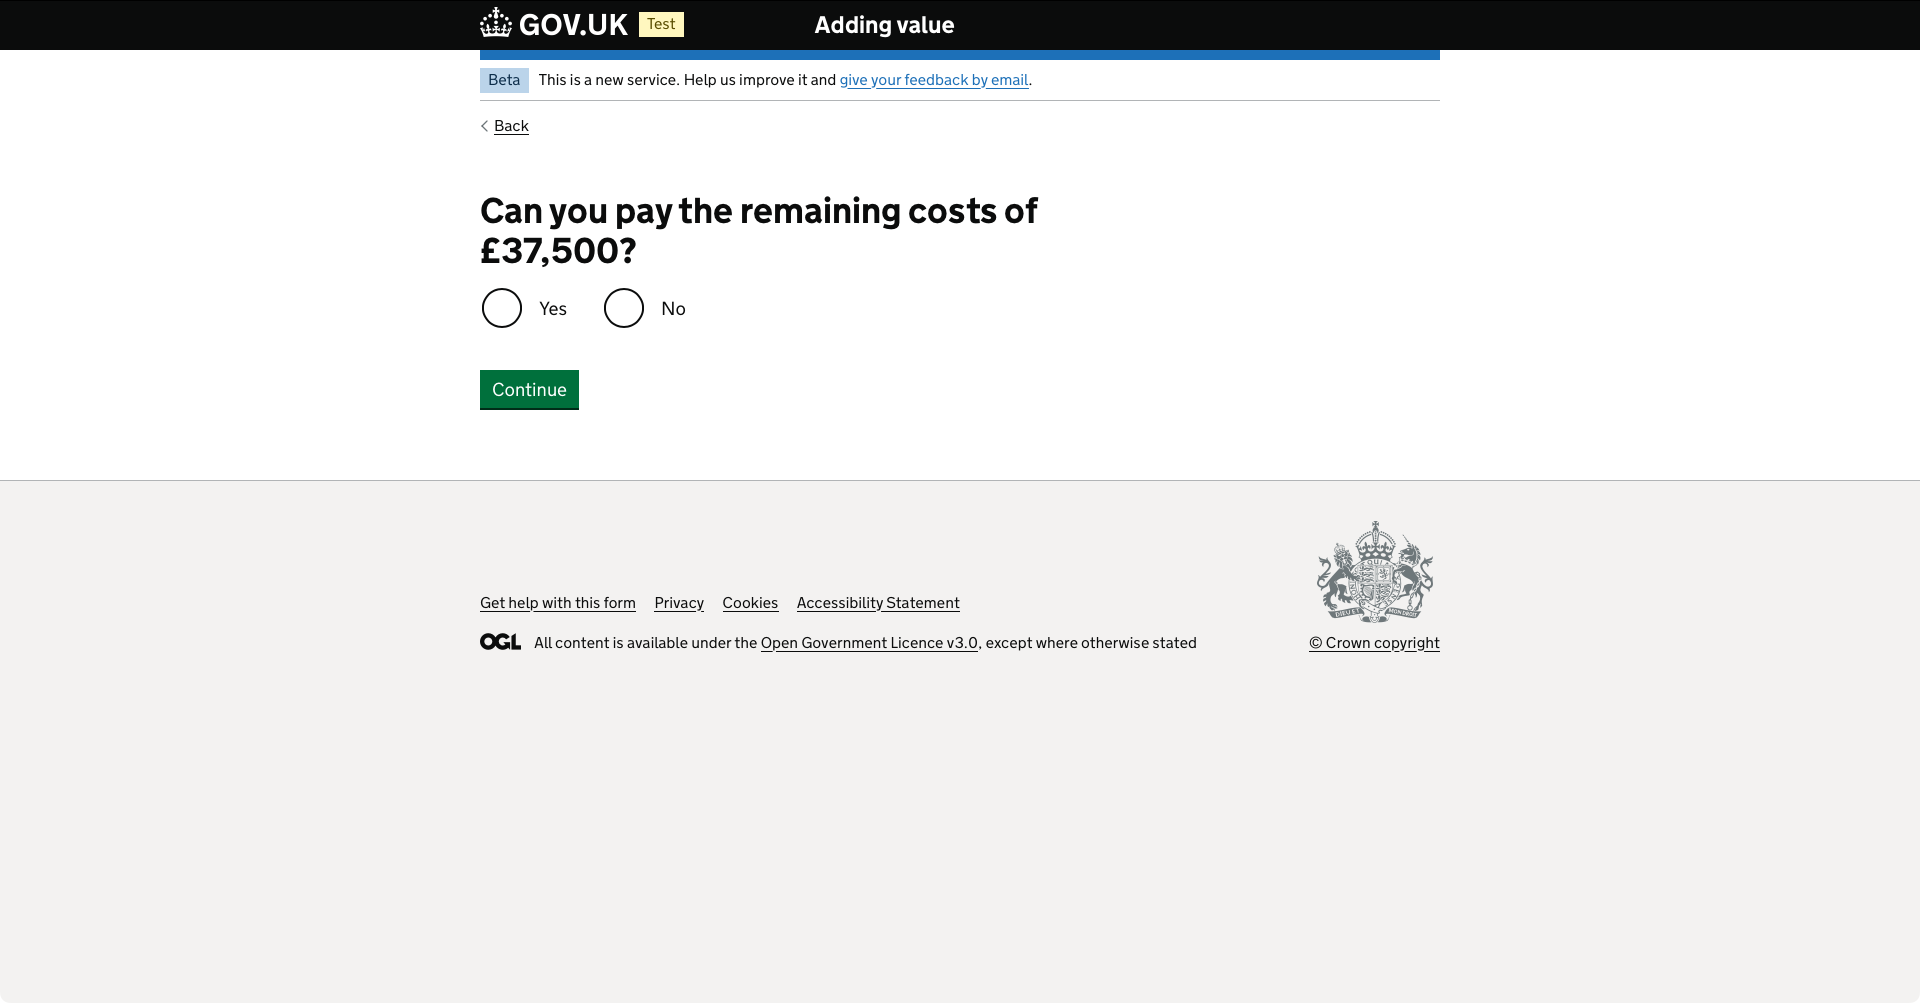 GOV.UK Test Adding value
Beta This is a new service. Help us improve it and give your feedback by email.
Back
Can you pay the remaining costs of
£37,500?
Yes No
Continue
Get help with this form Privacy Cookies Accessibility Statement
OGL All content is available under the Open Government Licence v3.0, except where otherwise stated
© Crown copyright